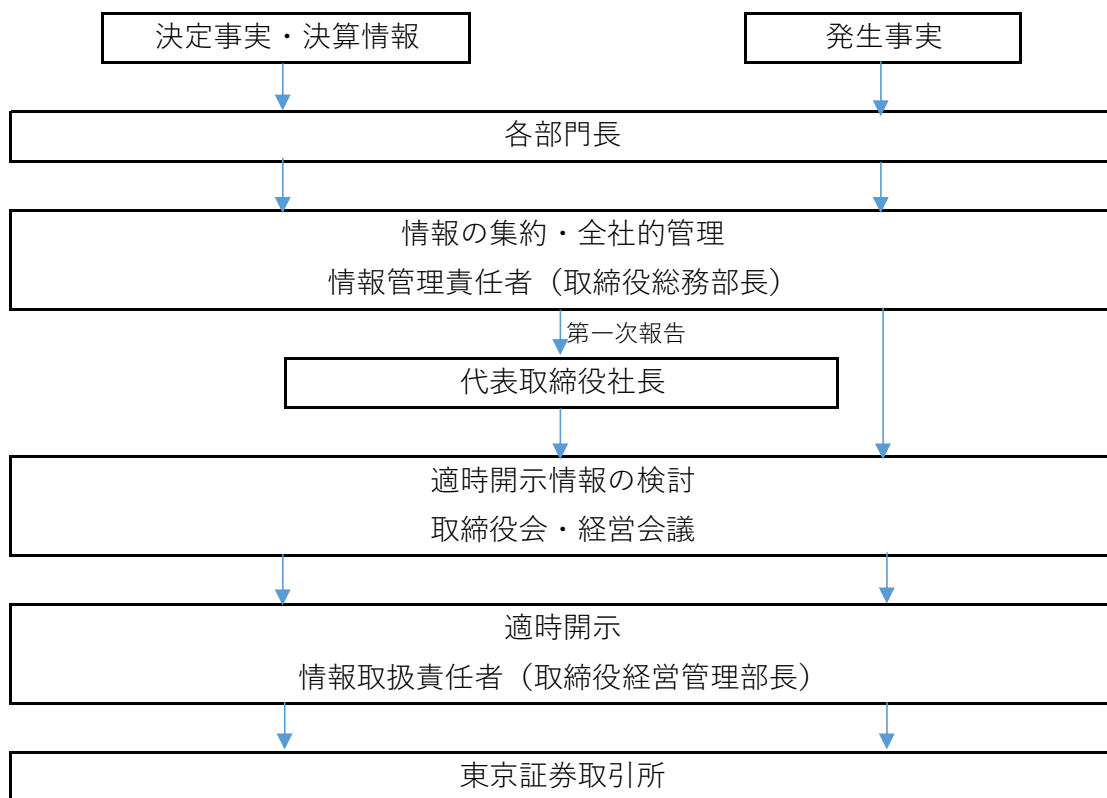 決定事実・決算情報
発生事実
各部門長
情報の集約・全社的管理
情報管理責任者（取締役総務部長）
第一次報告
代表取締役社長
適時開示情報の検討
取締役会・経営会議
適時開示
情報取扱責任者（取締役経営管理部長）
東京証券取引所